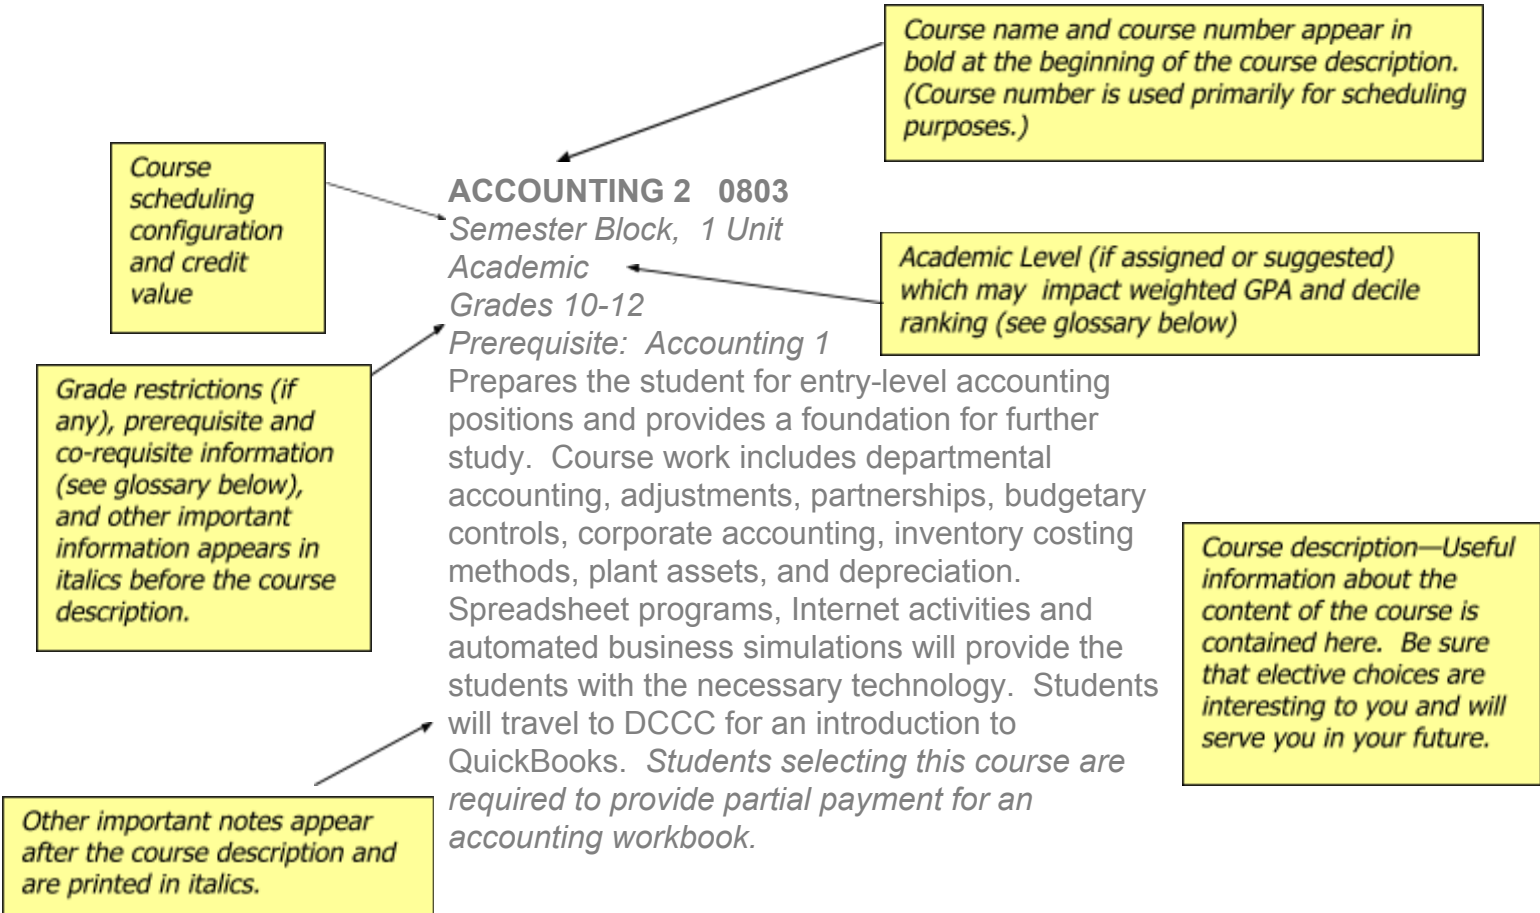 Course name and course number appear in
bold at the beginning of the course description.
(Course number is used primarily for scheduling
purposes.)
Course
scheduling
configuration
and credit
value
ACCOUNTING 2 0803
Semester Block, 1 Unit
Academic
Grades 10-12
Prerequisite: Accounting 1
Academic Level (if assigned or suggested)
which may impact weighted GPA and decile
ranking (see glossary below)
Grade restrictions (if
any), prerequisite and
co-requisite information
(see glossary below),
and other important
information appears in
italics before the course
description.
Prepares the student for entry-level accounting
positions and provides a foundation for further
study. Course work includes departmental
accounting, adjustments, partnerships, budgetary
controls, corporate accounting, inventory costing
methods, plant assets, and depreciation.
Spreadsheet programs, Internet activities and
automated business simulations will provide the
students with the necessary technology. Students
will travel to DCCC for an introduction to
QuickBooks. Students selecting this course are
required to provide partial payment for an
accounting workbook.
Course description—Useful
information about the
content of the course is
contained here. Be sure
that elective choices are
interesting to you and will
serve you in your future.
Other important notes appear
after the course description and
are printed in italics.